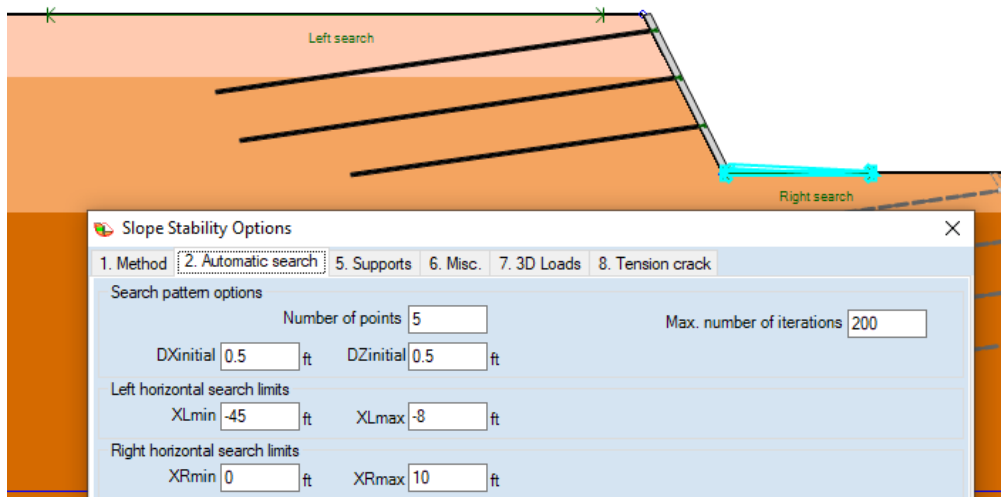 Left search
Right search
Slope Stability Options
1. Method 2. Automatic search 5. Supports 6. Misc. 7. 3D Loads 8. Tension crack
Search pattern options
Number of points 5 Max. number of iterations 200
DXinitial 0.5 ft DZinitial 0.5 ft
Left horizontal search limits
XLmin -45 ft XLmax -8 ft
Right horizontal search limits
XRmin 0 ft XRmax 10 ft